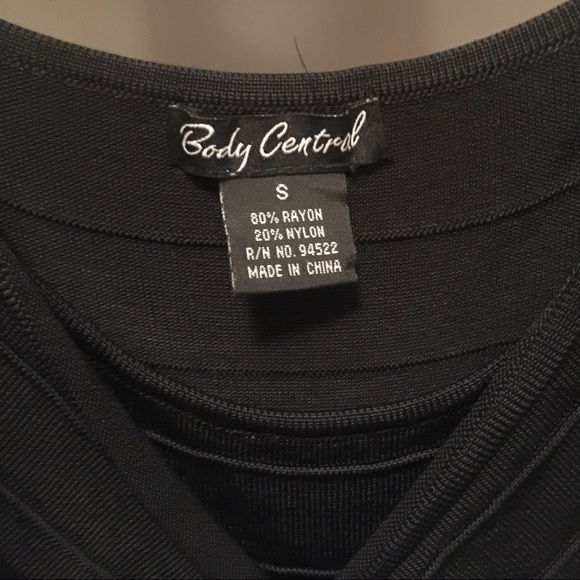 Body Central
S
80% RAYON
20% NYLON
R/N NO. 94522
MADE IN CHINA